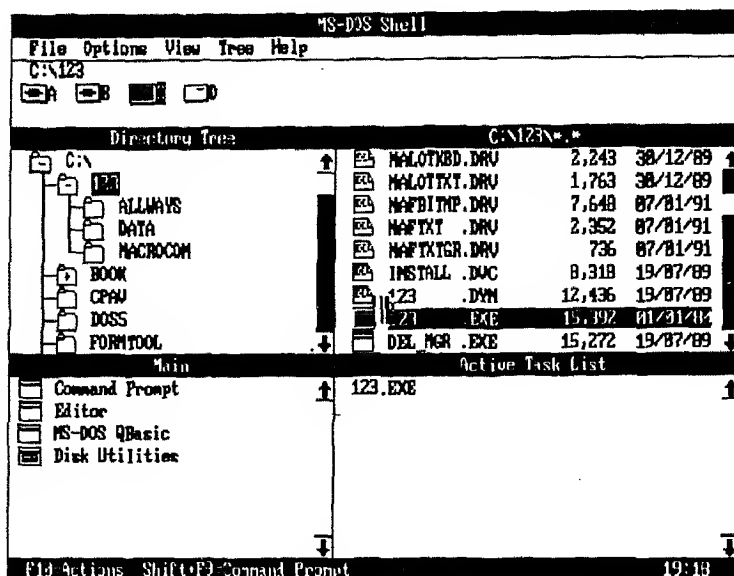 MS-DOS Shell
File Options View Tree Help
C:\123
A B D
Directory Tree
C:\
123
ALLWAYS
DATA
MACROCOM
BOOK
CPAV
DOSS
FORMTOOL
C:\123\*.*
MALOTKBD.DRV 2,243 30/12/89
MALOTTXT.DRV 1,763 30/12/89
MAFBITMP.DRV 7,648 07/01/91
MAFTXT .DRV 2,352 07/01/91
MAFTXTGR.DRV 736 07/01/91
INSTALL .DVC 8,318 19/07/89
123 .DYN 12,436 19/07/89
123 .EXE 15,392
DEL_MGR .EXE 15,272 19/07/89
Main
Command Prompt
Editor
MS-DOS QBasic
Disk Utilities
Active Task List
123.EXE
F10=Actions Shift+F9=Command Prompt 19:18